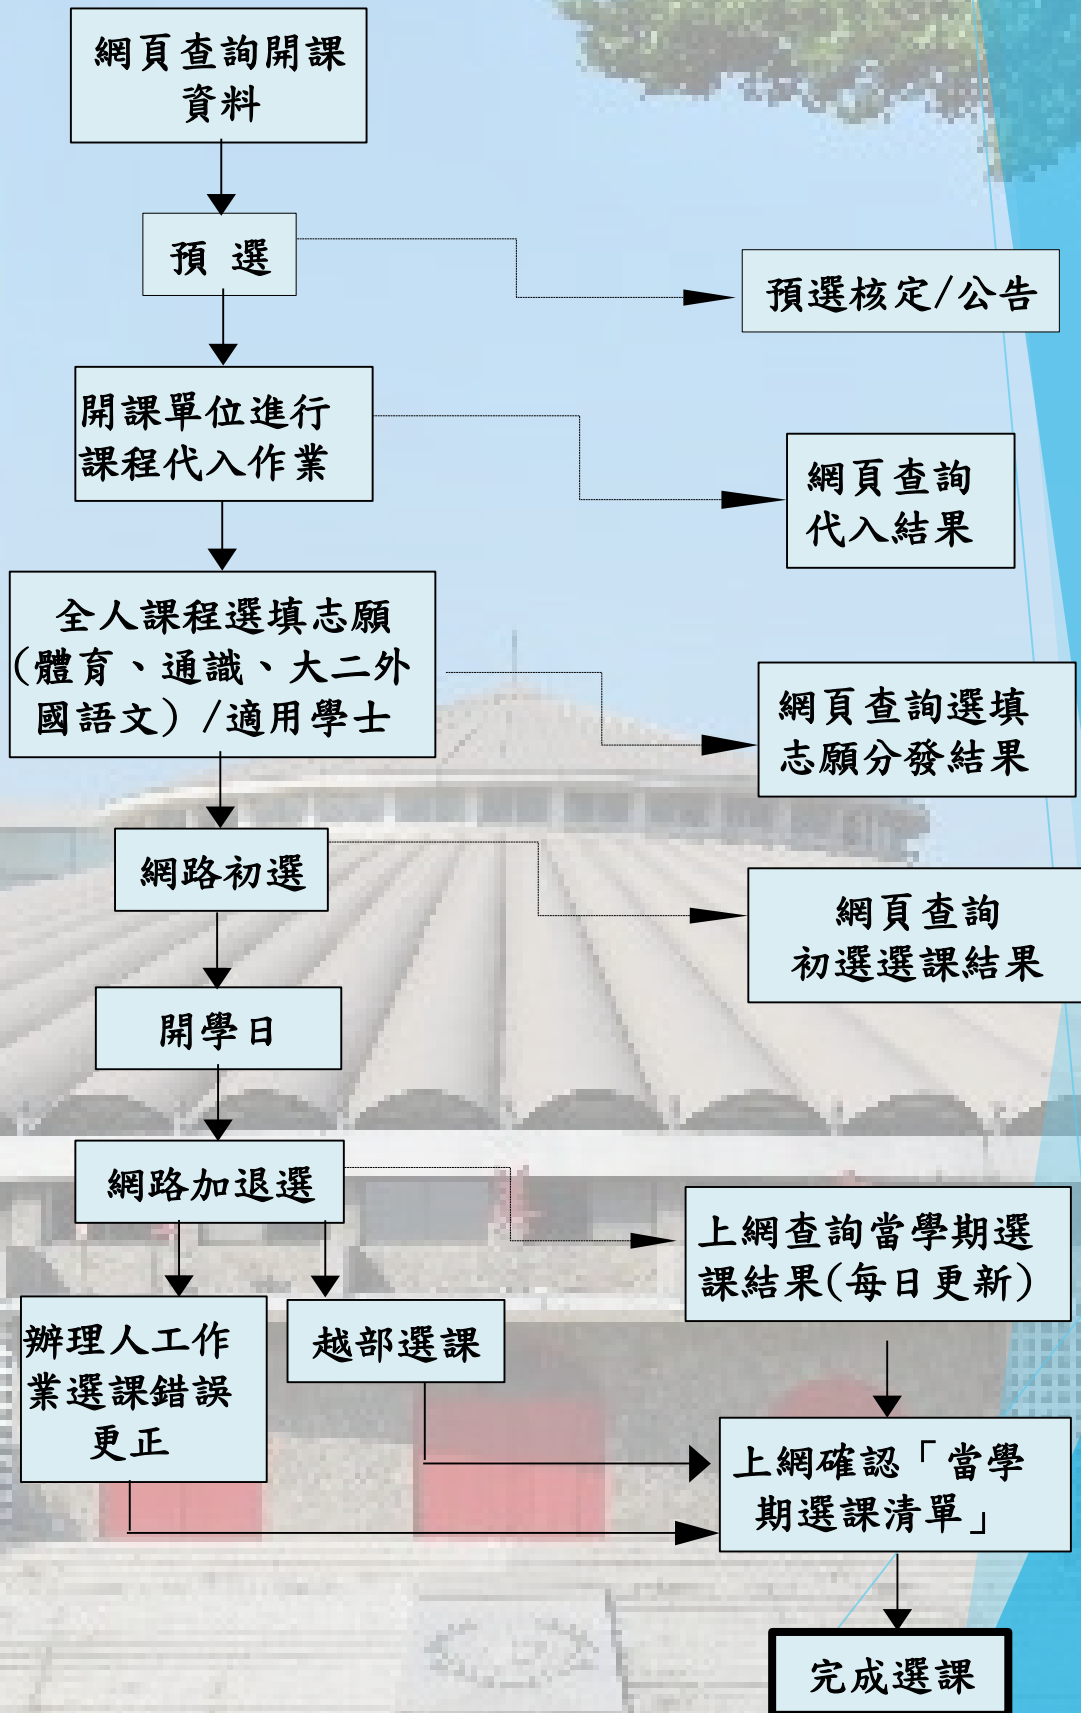 網頁查詢開課
資料
預 選
預選核定/公告
開課單位進行
課程代入作業
網頁查詢
代入結果
全人課程選填志願
(體育、通識、大二外
國語文) /適用學士
網頁查詢選填
志願分發結果
網路初選
網頁查詢
初選選課結果
開學日
網路加退選
上網查詢當學期選
課結果(每日更新)
辦理人工作
業選課錯誤
更正
越部選課
上網確認「當學
期選課清單」
完成選課